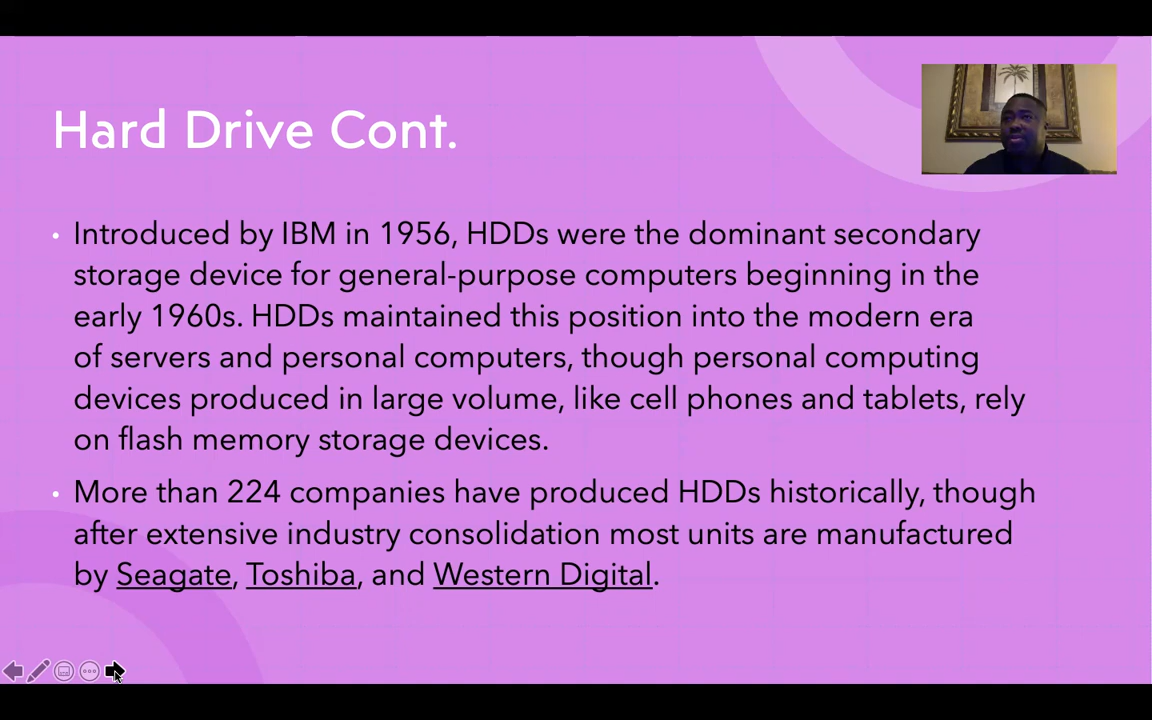 Hard Drive Cont.
• Introduced by IBM in 1956, HDDs were the dominant secondary
storage device for general-purpose computers beginning in the
early 1960s. HDDs maintained this position into the modern era
of servers and personal computers, though personal computing
devices produced in large volume, like cell phones and tablets, rely
on flash memory storage devices.
• More than 224 companies have produced HDDs historically, though
after extensive industry consolidation most units are manufactured
by Seagate, Toshiba, and Western Digital.